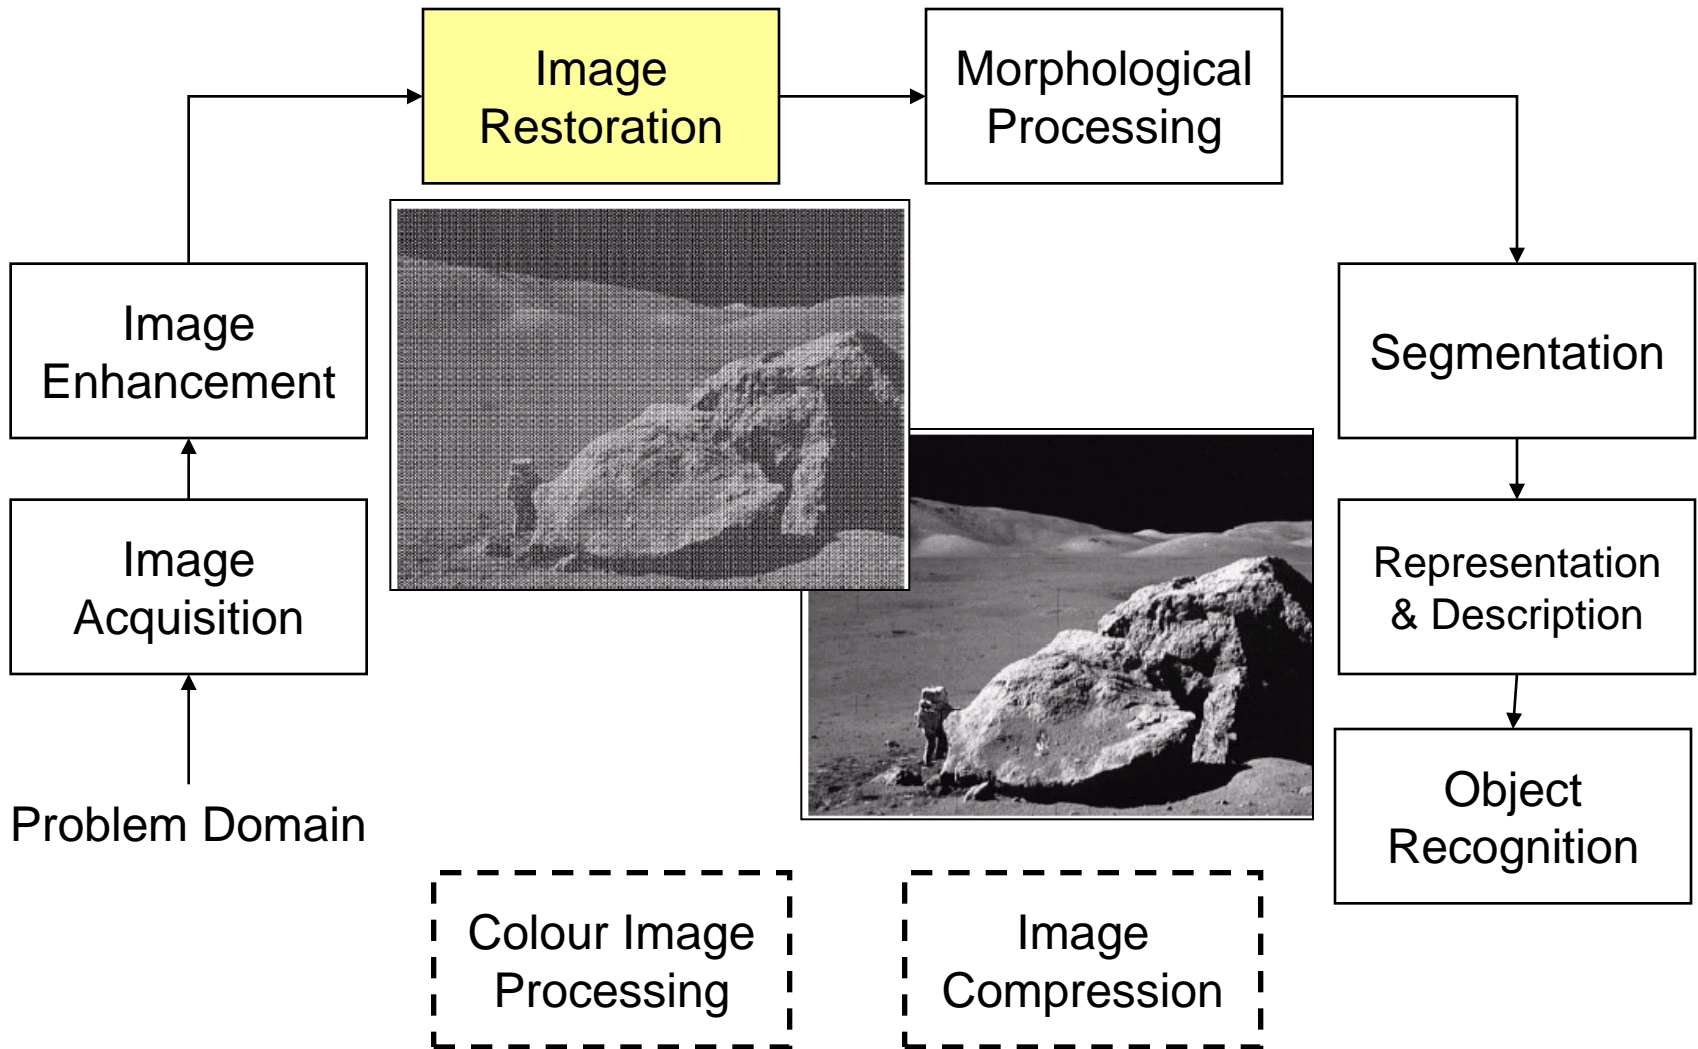 Image
Restoration
Morphological
Processing
Image
Enhancement
Segmentation
Image
Acquisition
Representation
& Description
Problem Domain
Object
Recognition
Colour Image
Processing
Image
Compression